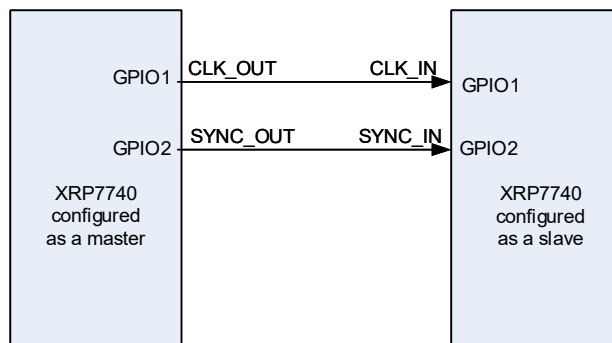 CLK_OUT CLK_IN
GPIO1 GPIO1
SYNC_OUT SYNC_IN
GPIO2 GPIO2
XRP7740
configured
as a master
XRP7740
configured
as a slave